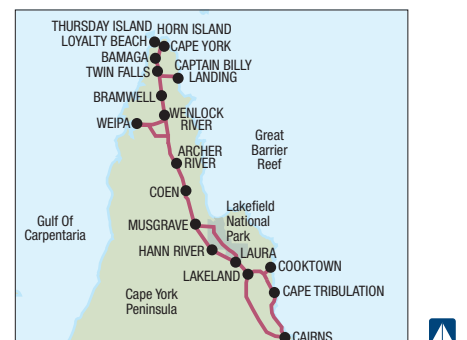 THURSDAY ISLAND
HORN ISLAND
LOYALTY BEACH
CAPE YORK
BAMAGA
TWIN FALLS
CAPTAIN BILLY
LANDING
BRAMWELL
WENLOCK
RIVER
WEIPA
Great
Barrier
Reef
ARCHER
RIVER
COEN
Lakefield
National
Park
Gulf Of
Carpentaria
MUSGRAVE
HANN RIVER
LAURA
COOKTOWN
LAKELAND
CAPE TRIBULATION
Cape York
Peninsula
CAIRNS